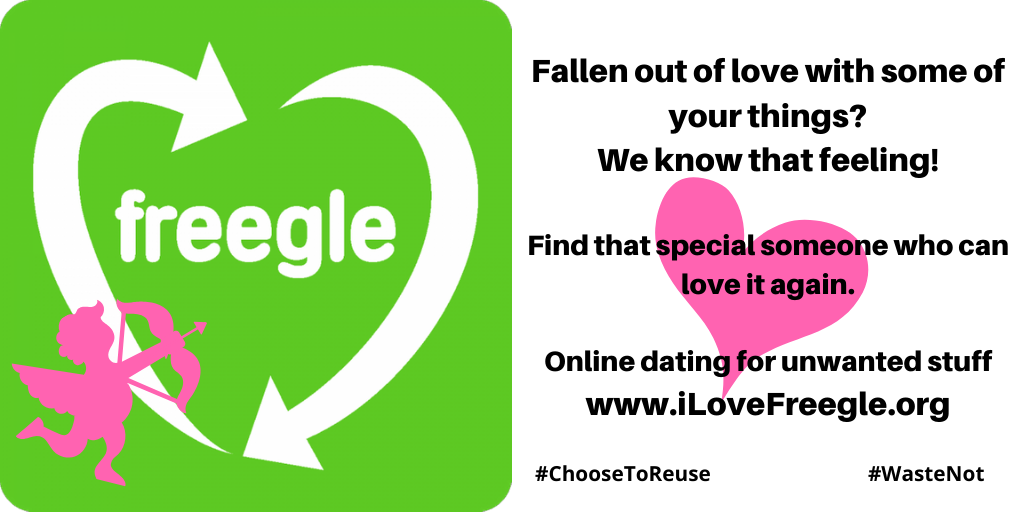 freegle
Fallen out of love with some of
your things?
We know that feeling!
Find that special someone who can
love it again.
Online dating for unwanted stuff
www.iLoveFreegle.org
#ChooseToReuse
#WasteNot